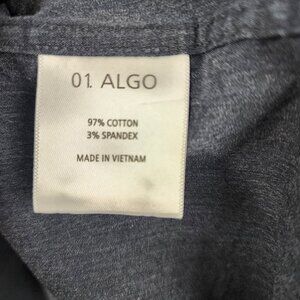 01. ALGO
97% COTTON
3% SPANDEX
MADE IN VIETNAM